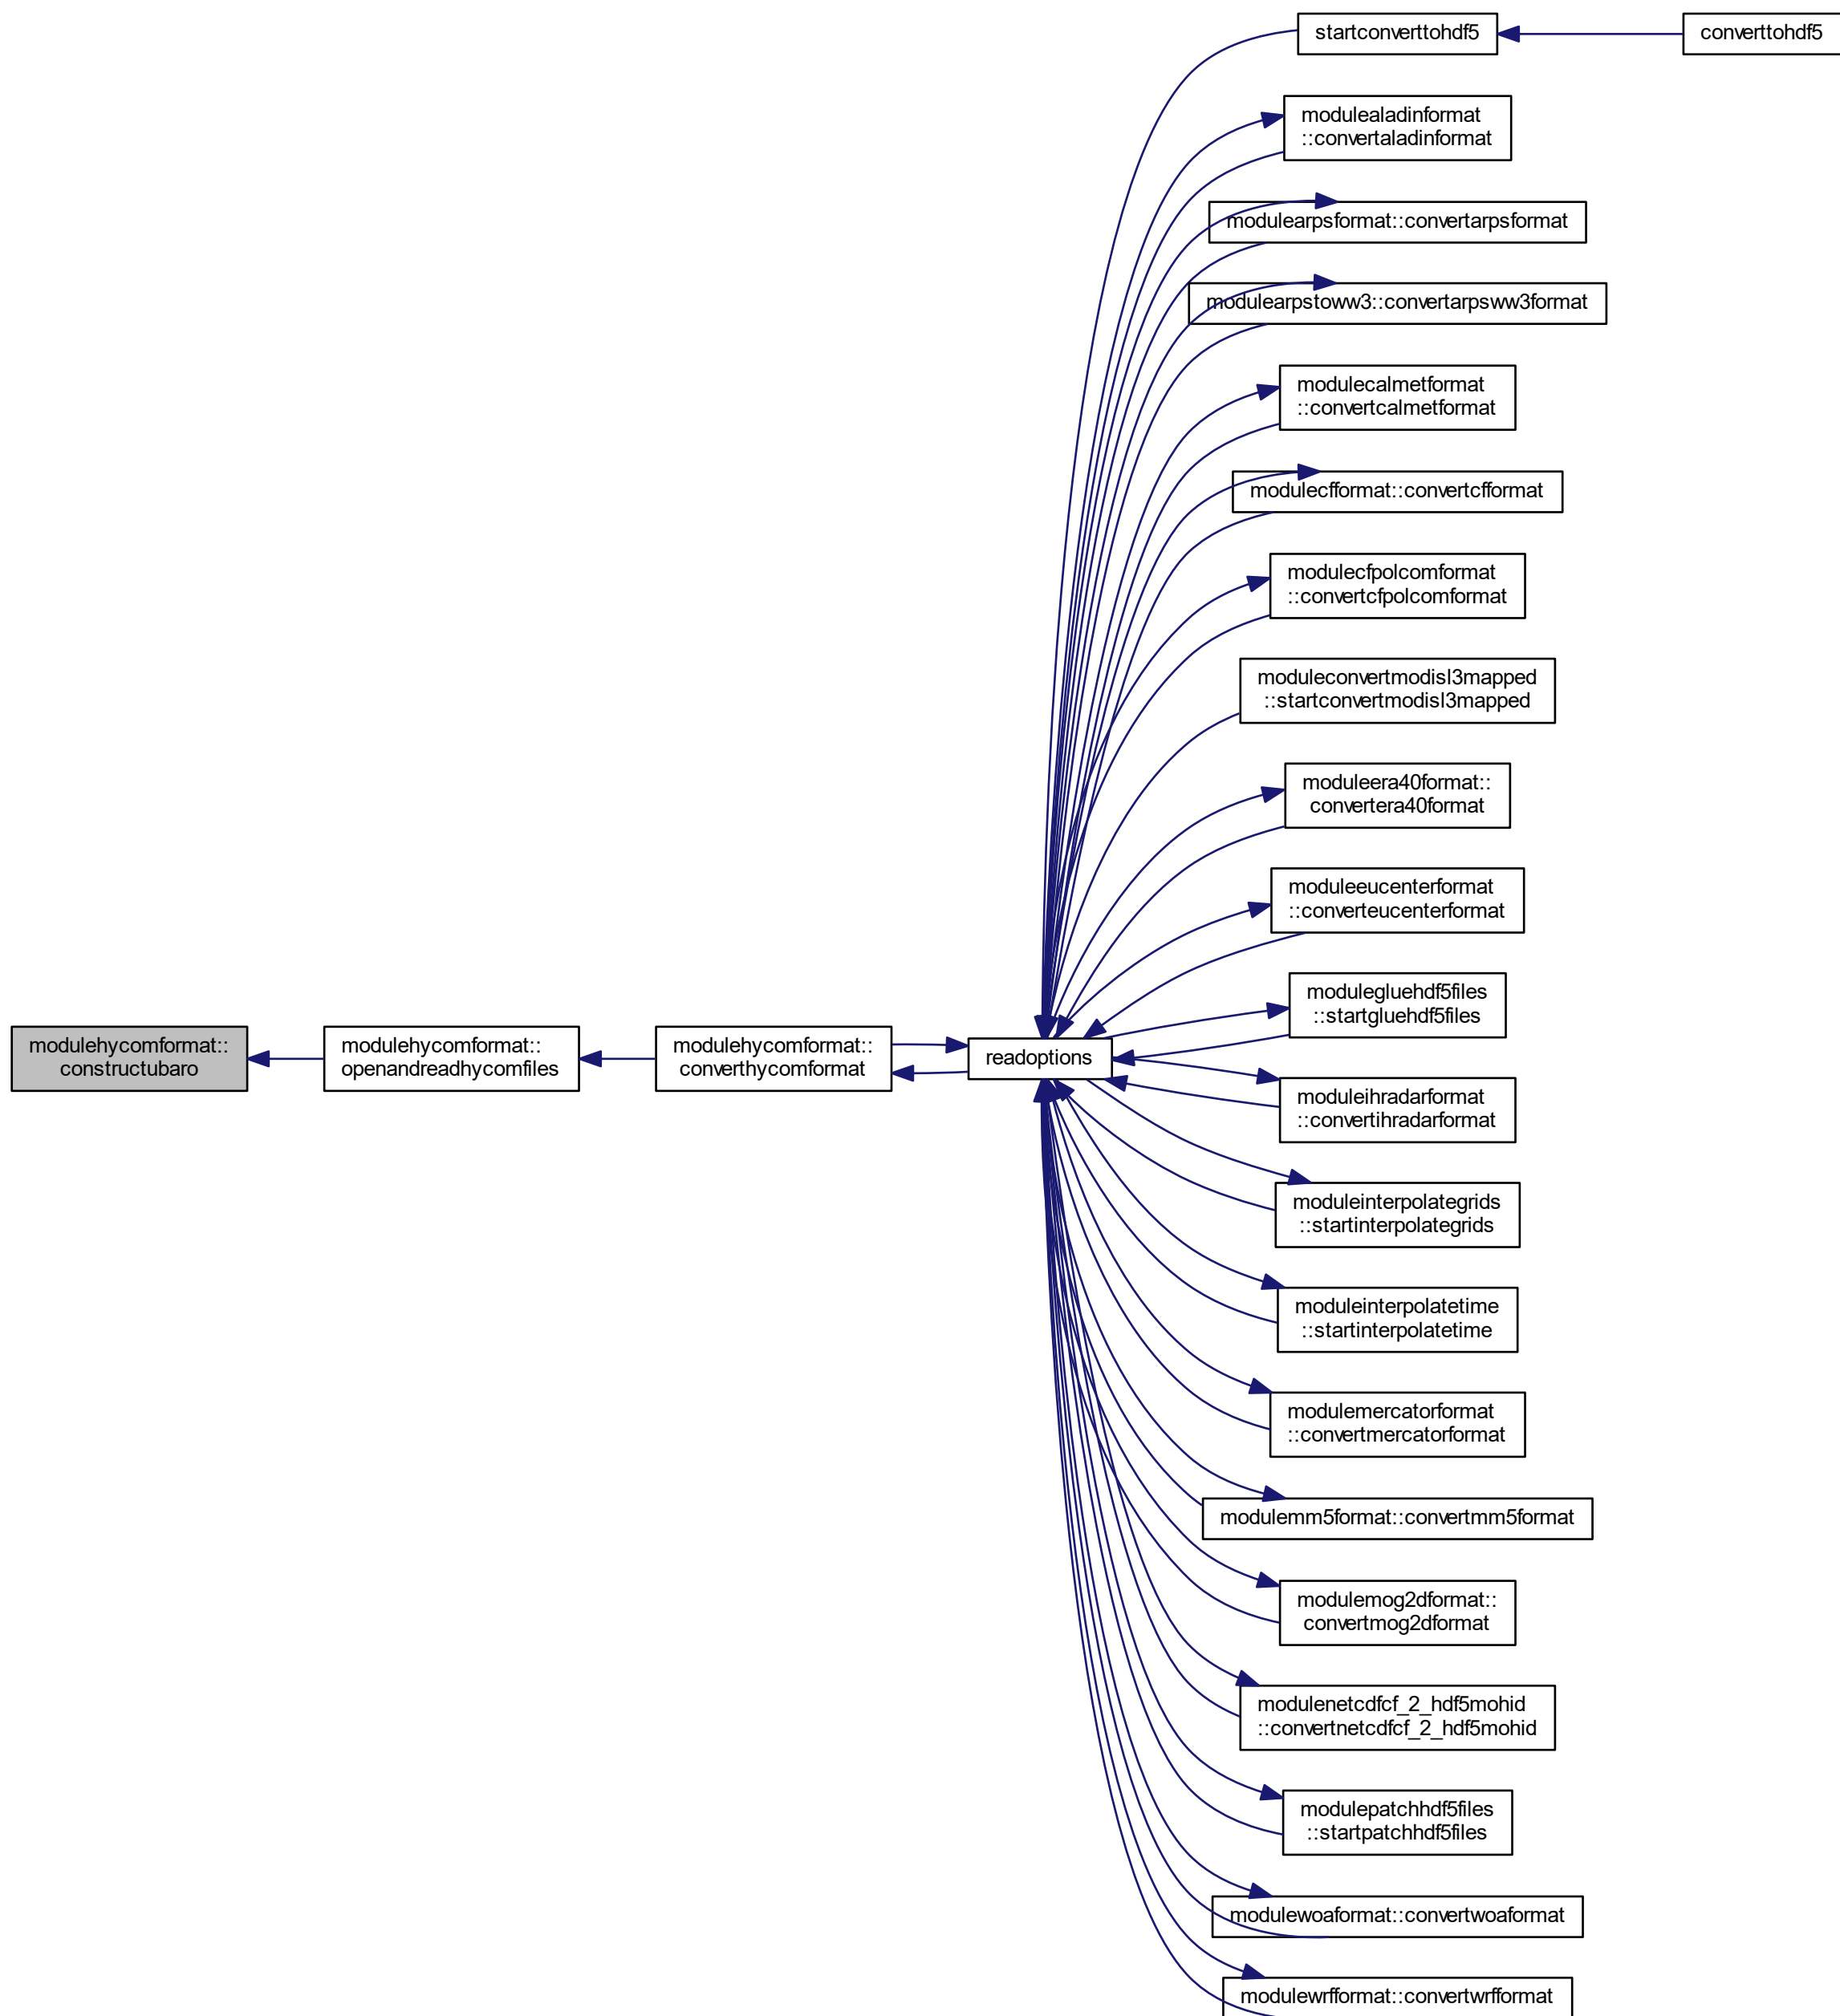 startconverttohdf5
converttohdf5
modulealadinformat
::convertaladinformat
modulearpsformat::convertarpsformat
modulearpstoww3::convertarpsww3format
modulecalmetformat
::convertcalmetformat
modulecfformat::convertcfformat
modulecfpolcomformat
::convertcfpolcomformat
moduleconvertmodisl3mapped
::startconvertmodisl3mapped
moduleera40format::
convertera40format
moduleeucenterformat
::converteucenterformat
modulegluehdf5files
::startgluehdf5files
modulehycomformat::
constructubaro
modulehycomformat::
openandreadhycomfiles
modulehycomformat::
converthycomformat
readoptions
moduleihradarformat
::convertihradarformat
moduleinterpolategrids
::startinterpolategrids
moduleinterpolatetime
::startinterpolatetime
modulemercatorformat
::convertmercatorformat
modulemm5format::convertmm5format
modulemog2dformat::
convertmog2dformat
modulenetcdfcf_2_hdf5mohid
::convertnetcdfcf_2_hdf5mohid
modulepatchhdf5files
::startpatchhdf5files
modulewoaformat::convertwoaformat
modulewrfformat::convertwrfformat